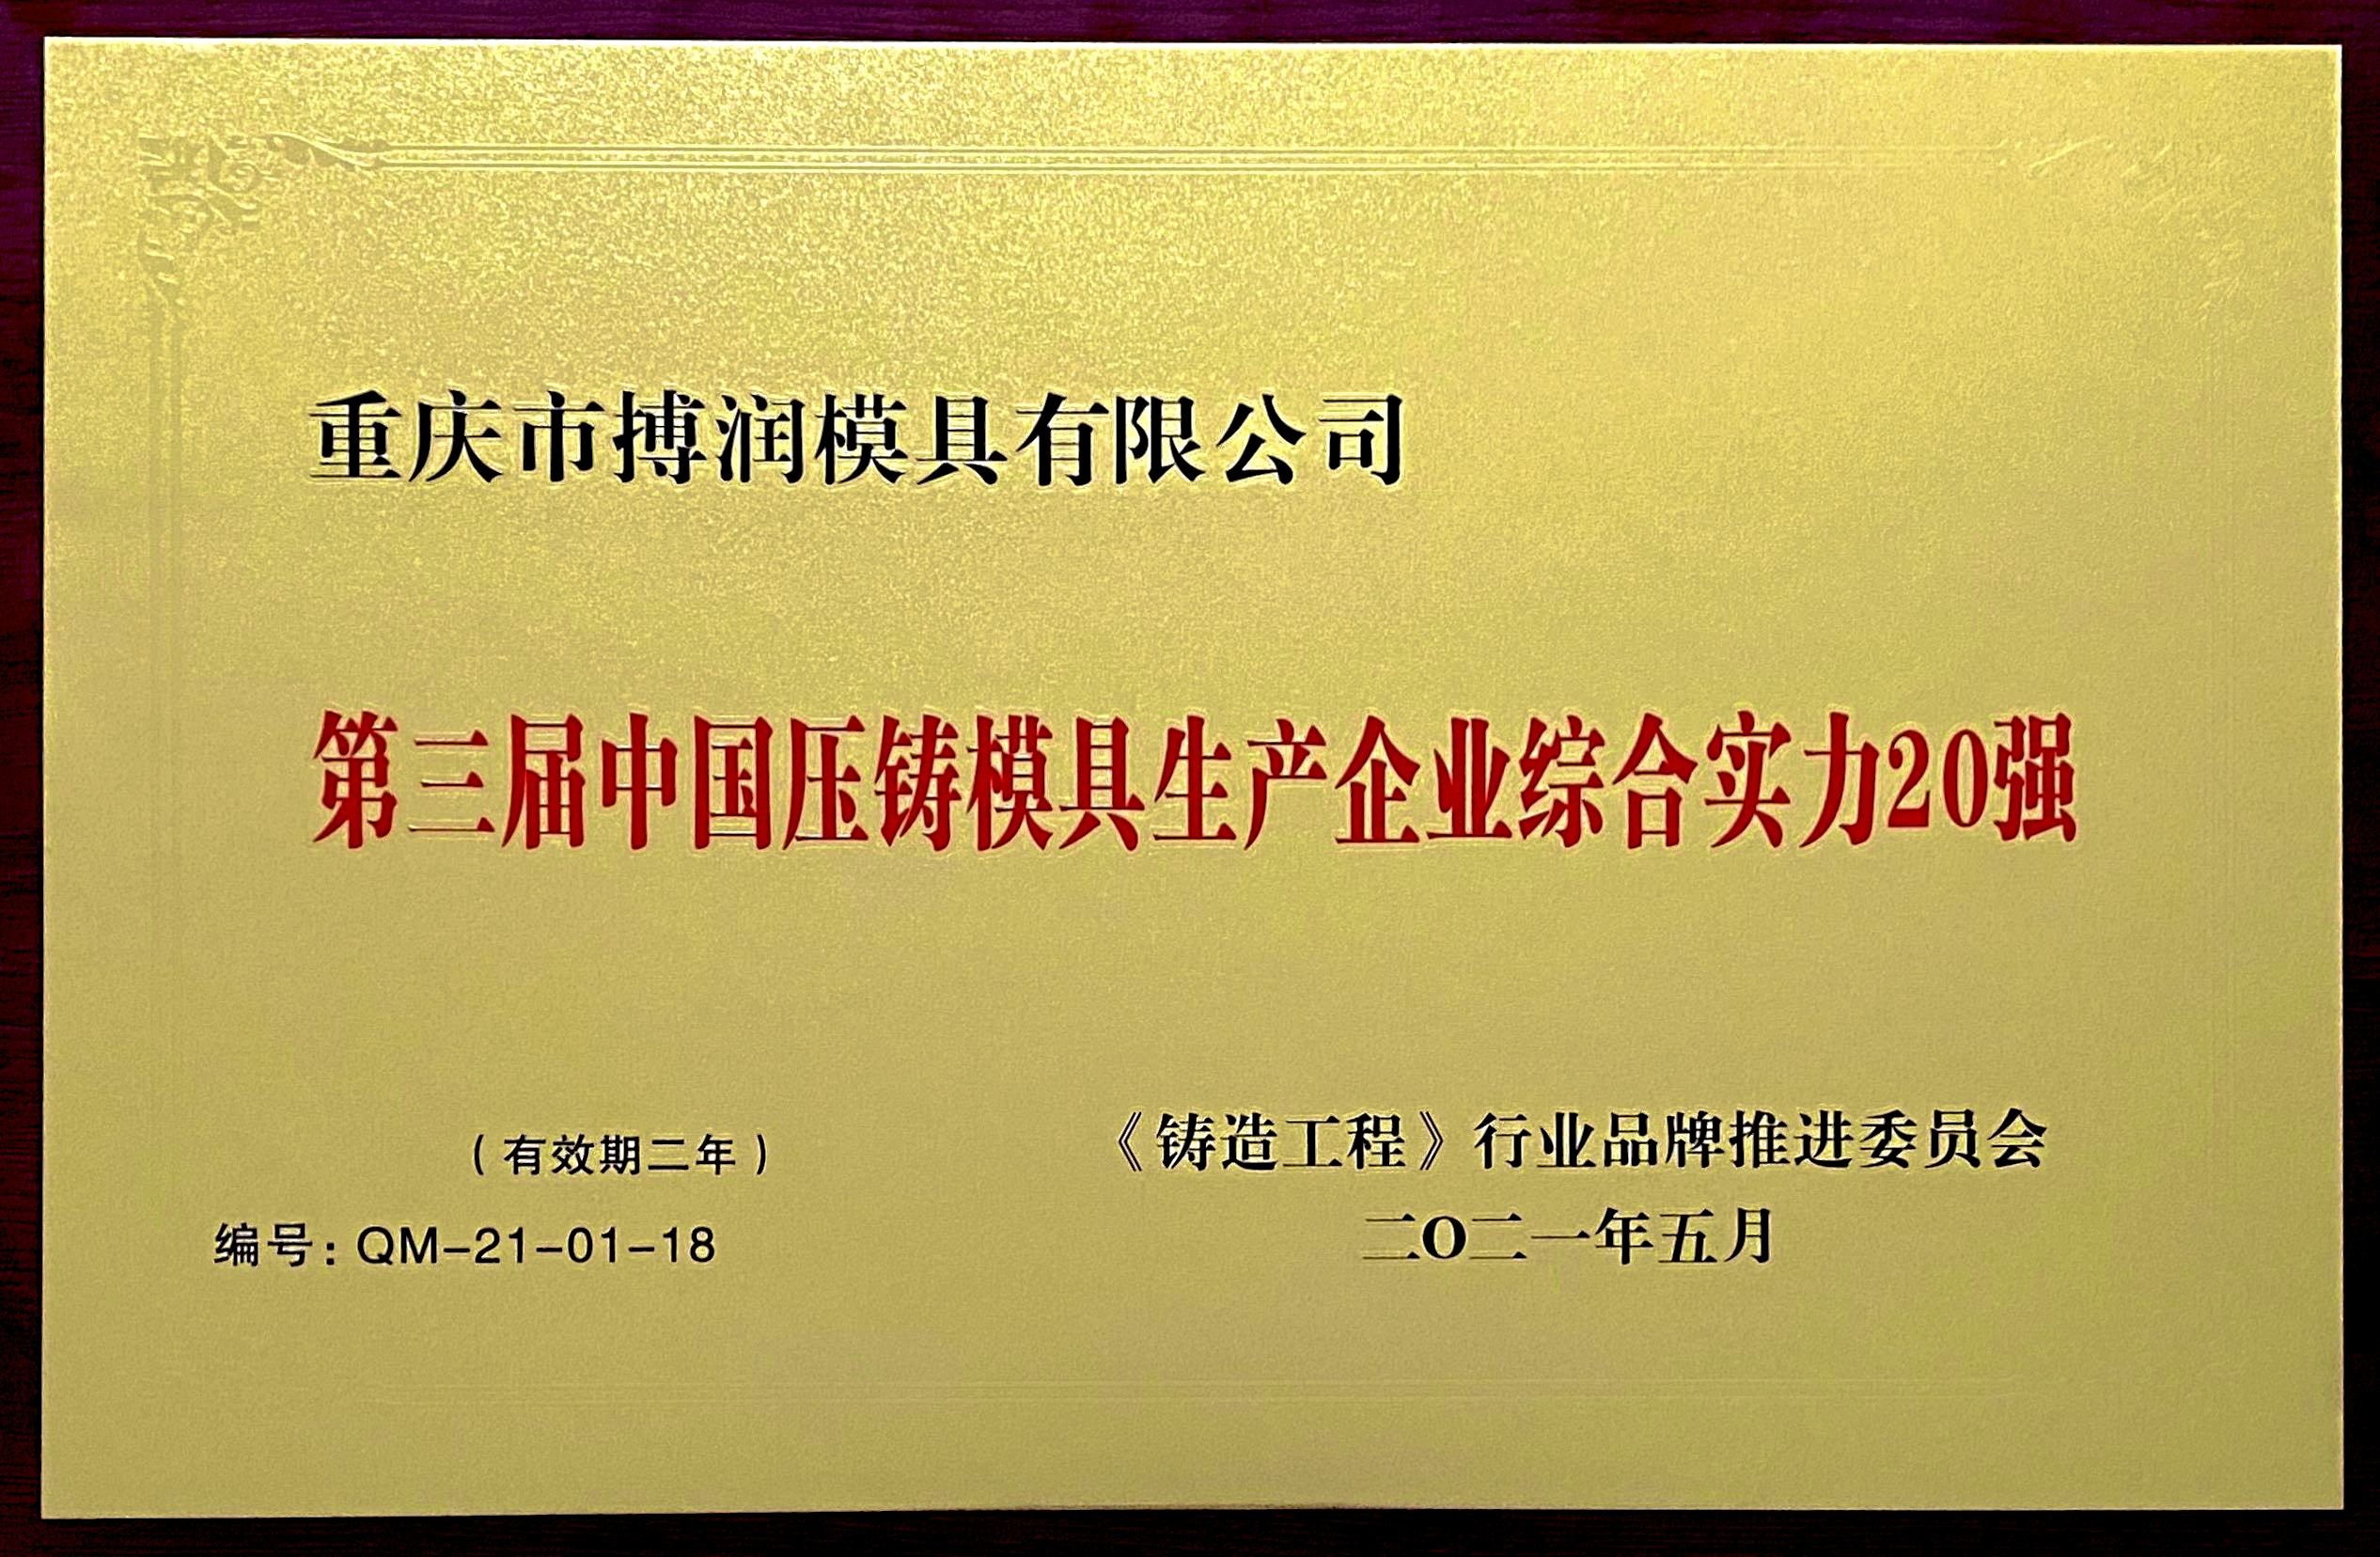 重庆市搏润模具有限公司
第三届中国压铸模具生产企业综合实力20强
（有效期二年）
《铸造工程》行业品牌推进委员会
编号：QM-21-01-18
二O二一年五月